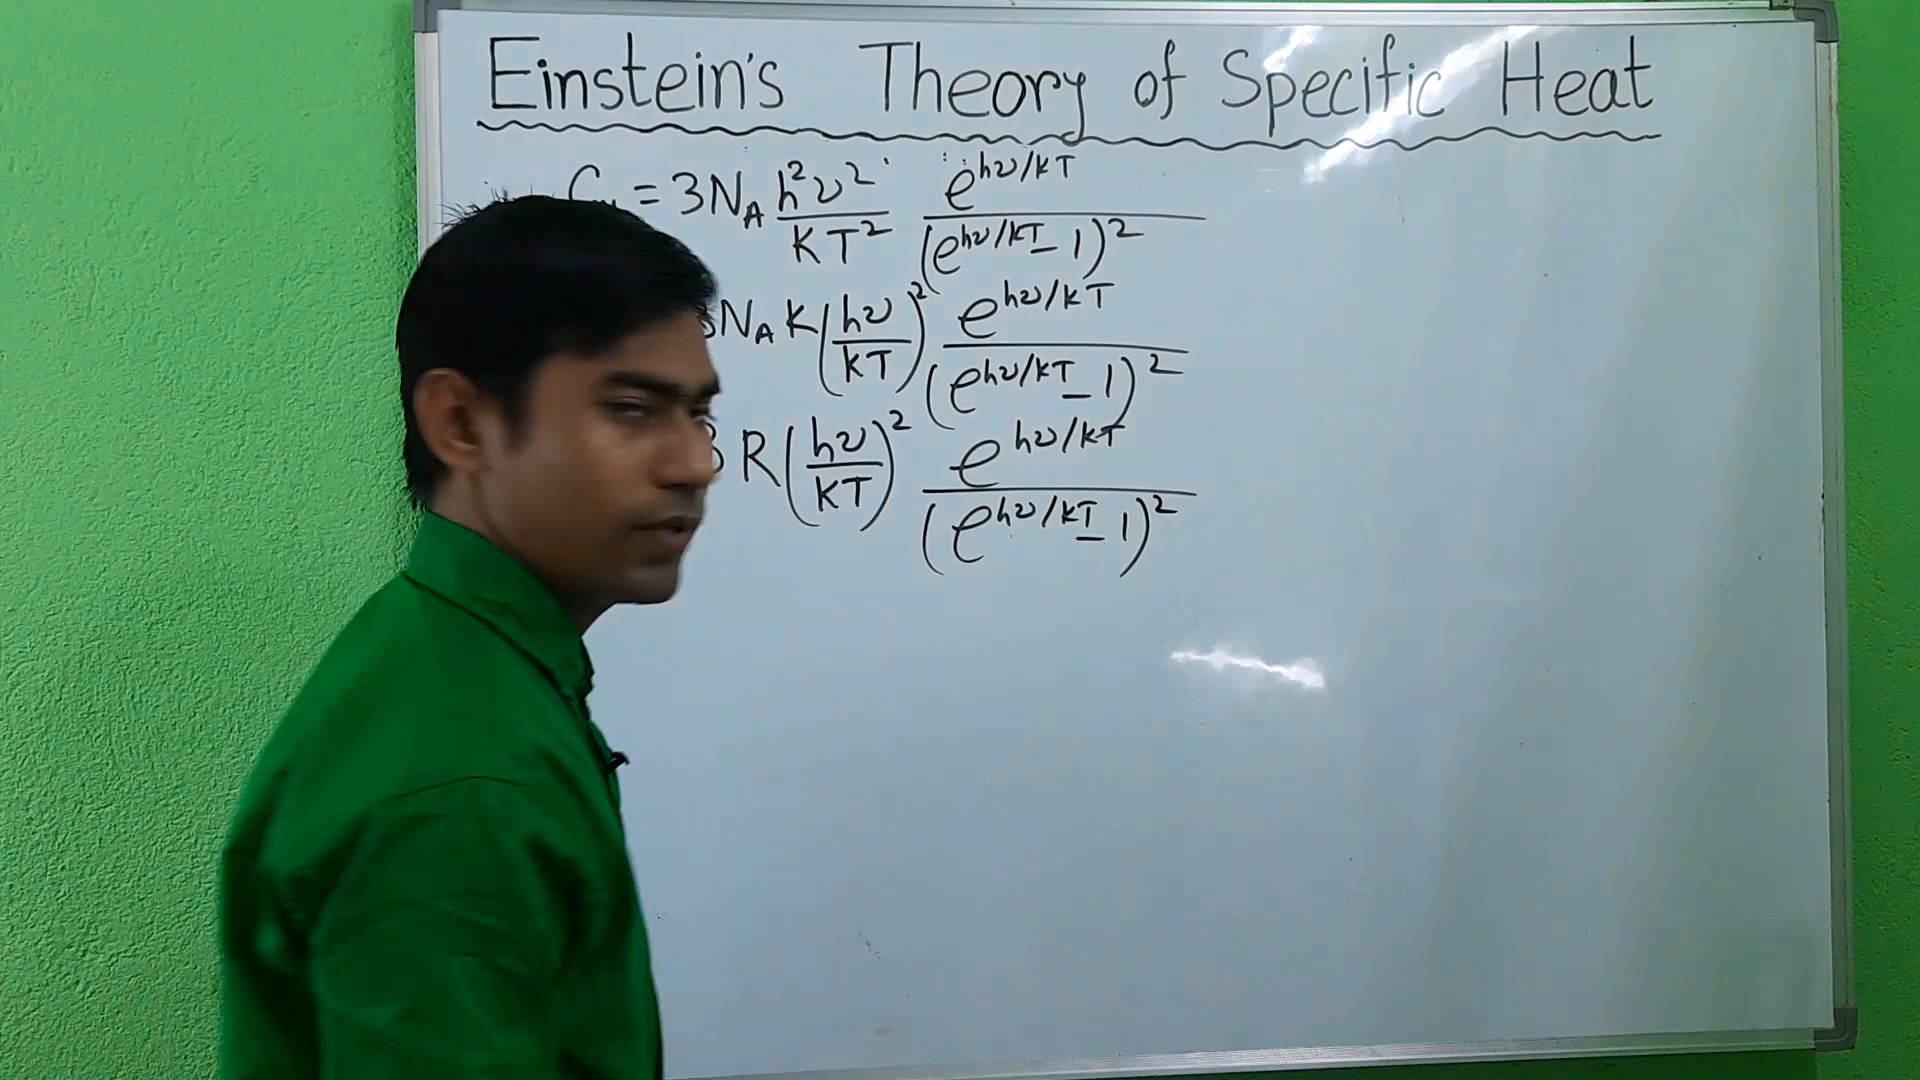 Einstein's Theory of Specific Heat
C = 3N_A h²ν²/KT² e^{hν/kT}/(e^{hν/kT} - 1)²
N_A K (hν/kT)² e^{hν/kT}/(e^{hν/kT} - 1)²
3 R (hν/kT)² e^{hν/kT}/(e^{hν/kT} - 1)²